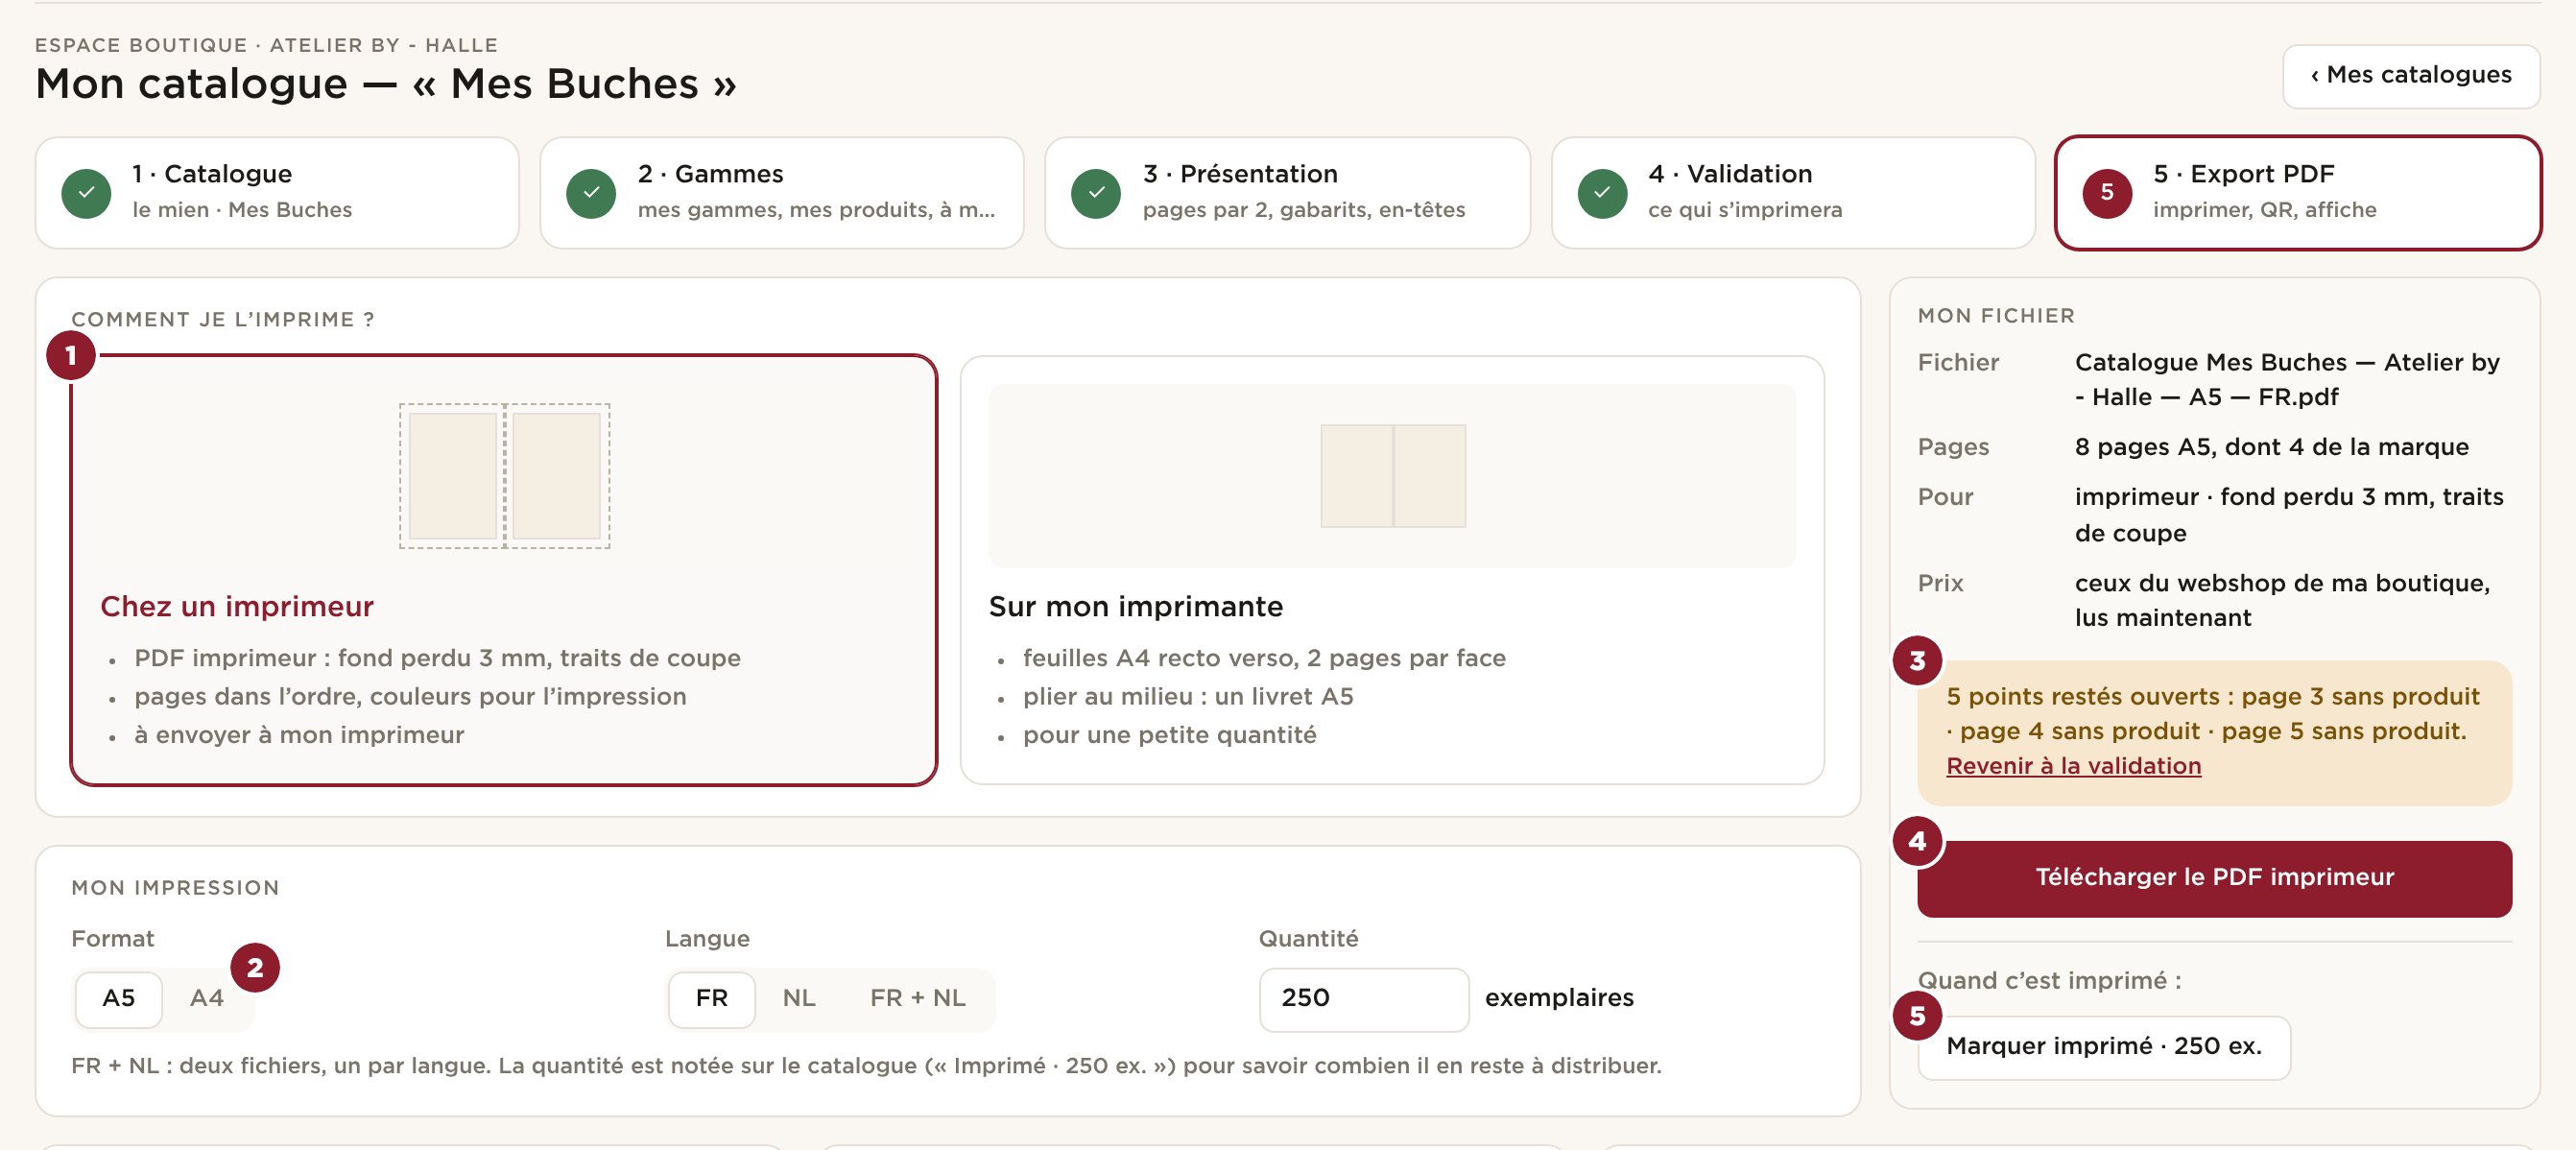 ESPACE BOUTIQUE · ATELIER BY - HALLE
Mon catalogue — « Mes Buches »
‹ Mes catalogues
1 · Catalogue
le mien · Mes Buches
2 · Gammes
mes gammes, mes produits, à m...
3 · Présentation
pages par 2, gabarits, en-têtes
4 · Validation
ce qui s’imprimera
5
5 · Export PDF
imprimer, QR, affiche
COMMENT JE L’IMPRIME ?
1
Chez un imprimeur
• PDF imprimeur : fond perdu 3 mm, traits de coupe
• pages dans l’ordre, couleurs pour l’impression
• à envoyer à mon imprimeur
Sur mon imprimante
• feuilles A4 recto verso, 2 pages par face
• plier au milieu : un livret A5
• pour une petite quantité
MON IMPRESSION
Format
A5
A4
2
Langue
FR
NL
FR + NL
Quantité
250
exemplaires
FR + NL : deux fichiers, un par langue. La quantité est notée sur le catalogue (« Imprimé · 250 ex. ») pour savoir combien il en reste à distribuer.
MON FICHIER
Fichier
Catalogue Mes Buches — Atelier by
- Halle — A5 — FR.pdf
Pages
8 pages A5, dont 4 de la marque
Pour
imprimeur · fond perdu 3 mm, traits
de coupe
Prix
ceux du webshop de ma boutique,
lus maintenant
3
5 points restés ouverts : page 3 sans produit
· page 4 sans produit · page 5 sans produit.
Revenir à la validation
4
Télécharger le PDF imprimeur
Quand c’est imprimé :
5
Marquer imprimé · 250 ex.